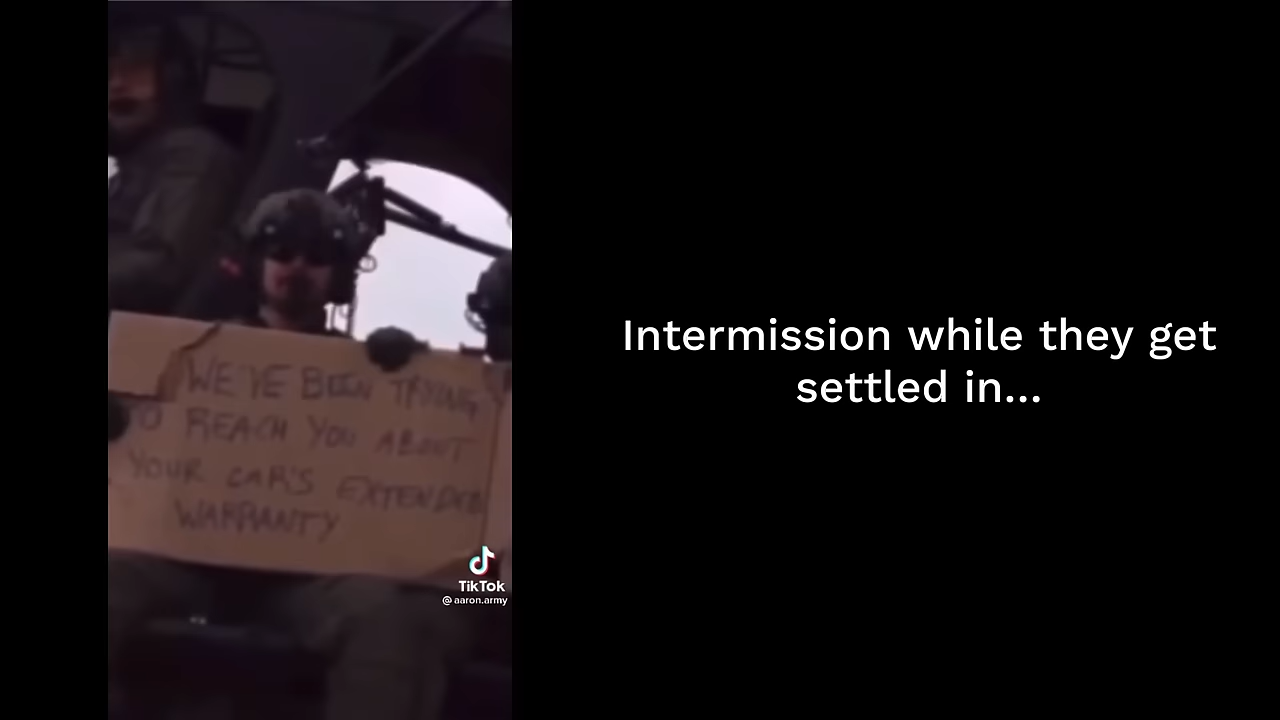 WE'VE BEEN TRYING
TO REACH YOU ABOUT
YOUR CAR'S EXTENDED
WARRANTY
TikTok
@aaron.army
Intermission while they get
settled in...